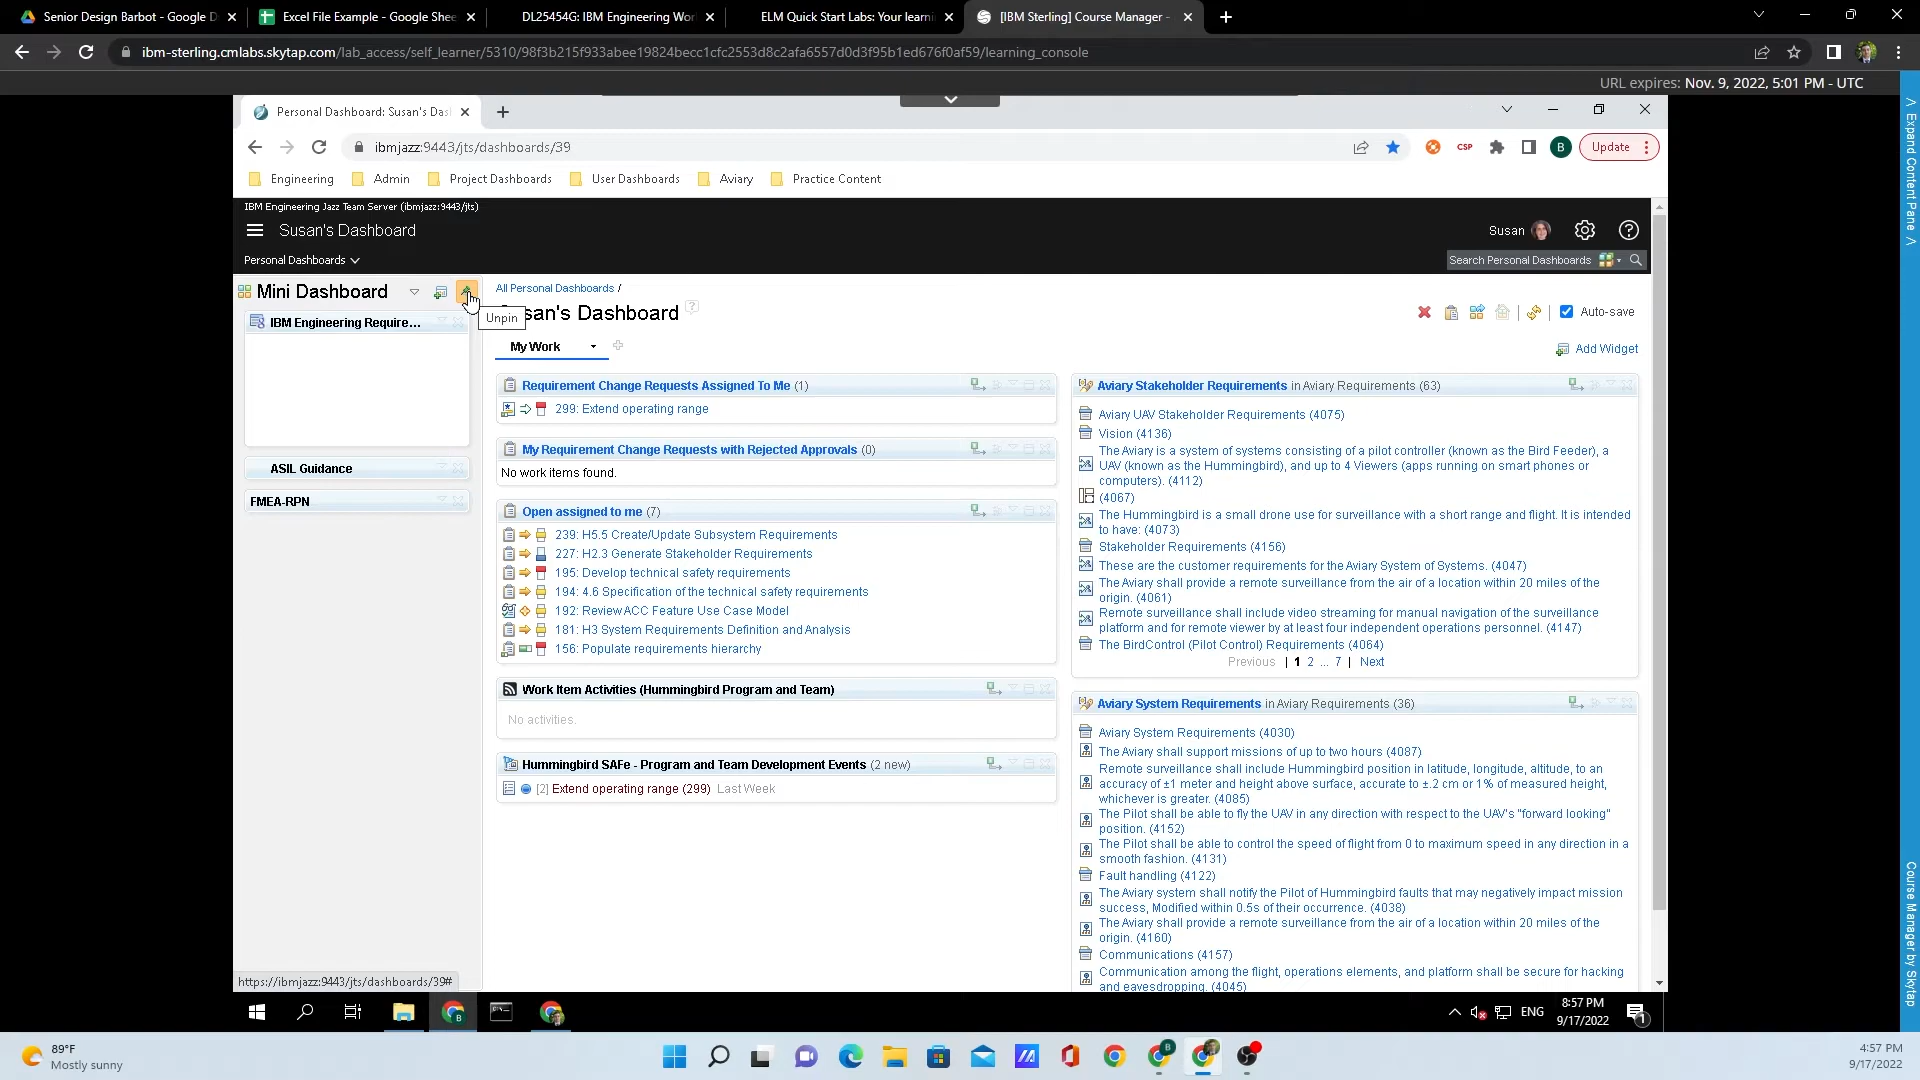 Senior Design Barbot - Google D
Excel File Example - Google Shee
DL25454G: IBM Engineering Wor
ELM Quick Start Labs: Your learni
[IBM Sterling] Course Manager -
ibm-sterling.cmlabs.skytap.com/lab_access/self_learner/5310/98f3b215f933abee19824becc1cfc2553d8c2afa6557d0d3f95b1ed676f0af59/learning_console
URL expires: Nov. 9, 2022, 5:01 PM - UTC
Personal Dashboard: Susan's Das
ibmjazz:9443/jts/dashboards/39
CSP
B
Update
Engineering
Admin
Project Dashboards
User Dashboards
Aviary
Practice Content
IBM Engineering Jazz Team Server (ibmjazz:9443/jts)
Susan's Dashboard
Susan
Personal Dashboards
Search Personal Dashboards
Mini Dashboard
Unpin
IBM Engineering Require...
ASIL Guidance
FMEA-RPN
All Personal Dashboards /
san's Dashboard
Auto-save
My Work
Add Widget
Requirement Change Requests Assigned To Me (1)
299: Extend operating range
My Requirement Change Requests with Rejected Approvals (0)
No work items found.
Open assigned to me (7)
239: H5.5 Create/Update Subsystem Requirements
227: H2.3 Generate Stakeholder Requirements
195: Develop technical safety requirements
194: 4.6 Specification of the technical safety requirements
192: Review ACC Feature Use Case Model
181: H3 System Requirements Definition and Analysis
156: Populate requirements hierarchy
Work Item Activities (Hummingbird Program and Team)
No activities.
Hummingbird SAFe - Program and Team Development Events (2 new)
[2] Extend operating range (299) Last Week
Aviary Stakeholder Requirements in Aviary Requirements (63)
Aviary UAV Stakeholder Requirements (4075)
Vision (4136)
The Aviary is a system of systems consisting of a pilot controller (known as the Bird Feeder), a
UAV (known as the Hummingbird), and up to 4 Viewers (apps running on smart phones or
computers). (4112)
(4067)
The Hummingbird is a small drone use for surveillance with a short range and flight. It is intended
to have: (4073)
Stakeholder Requirements (4156)
These are the customer requirements for the Aviary System of Systems. (4047)
The Aviary shall provide a remote surveillance from the air of a location within 20 miles of the
origin. (4061)
Remote surveillance shall include video streaming for manual navigation of the surveillance
platform and for remote viewer by at least four independent operations personnel. (4147)
The BirdControl (Pilot Control) Requirements (4064)
Previous | 1 2 ... 7 | Next
Aviary System Requirements in Aviary Requirements (36)
Aviary System Requirements (4030)
The Aviary shall support missions of up to two hours (4087)
Remote surveillance shall include Hummingbird position in latitude, longitude, altitude, to an
accuracy of ±1 meter and height above surface, accurate to ±.2 cm or 1% of measured height,
whichever is greater. (4085)
The Pilot shall be able to fly the UAV in any direction with respect to the UAV's "forward looking"
position. (4152)
The Pilot shall be able to control the speed of flight from 0 to maximum speed in any direction in a
smooth fashion. (4131)
Fault handling (4122)
The Aviary system shall notify the Pilot of Hummingbird faults that may negatively impact mission
success, Modified within 0.5s of their occurrence. (4038)
The Aviary shall provide a remote surveillance from the air of a location within 20 miles of the
origin. (4160)
Communications (4157)
Communication among the flight, operations elements, and platform shall be secure for hacking
and eavesdropping. (4045)
https://ibmjazz:9443/jts/dashboards/39#
Expand Content Pane
Course Manager by Skytap
ENG
8:57 PM
9/17/2022
1
89°F
Mostly sunny
4:57 PM
9/17/2022